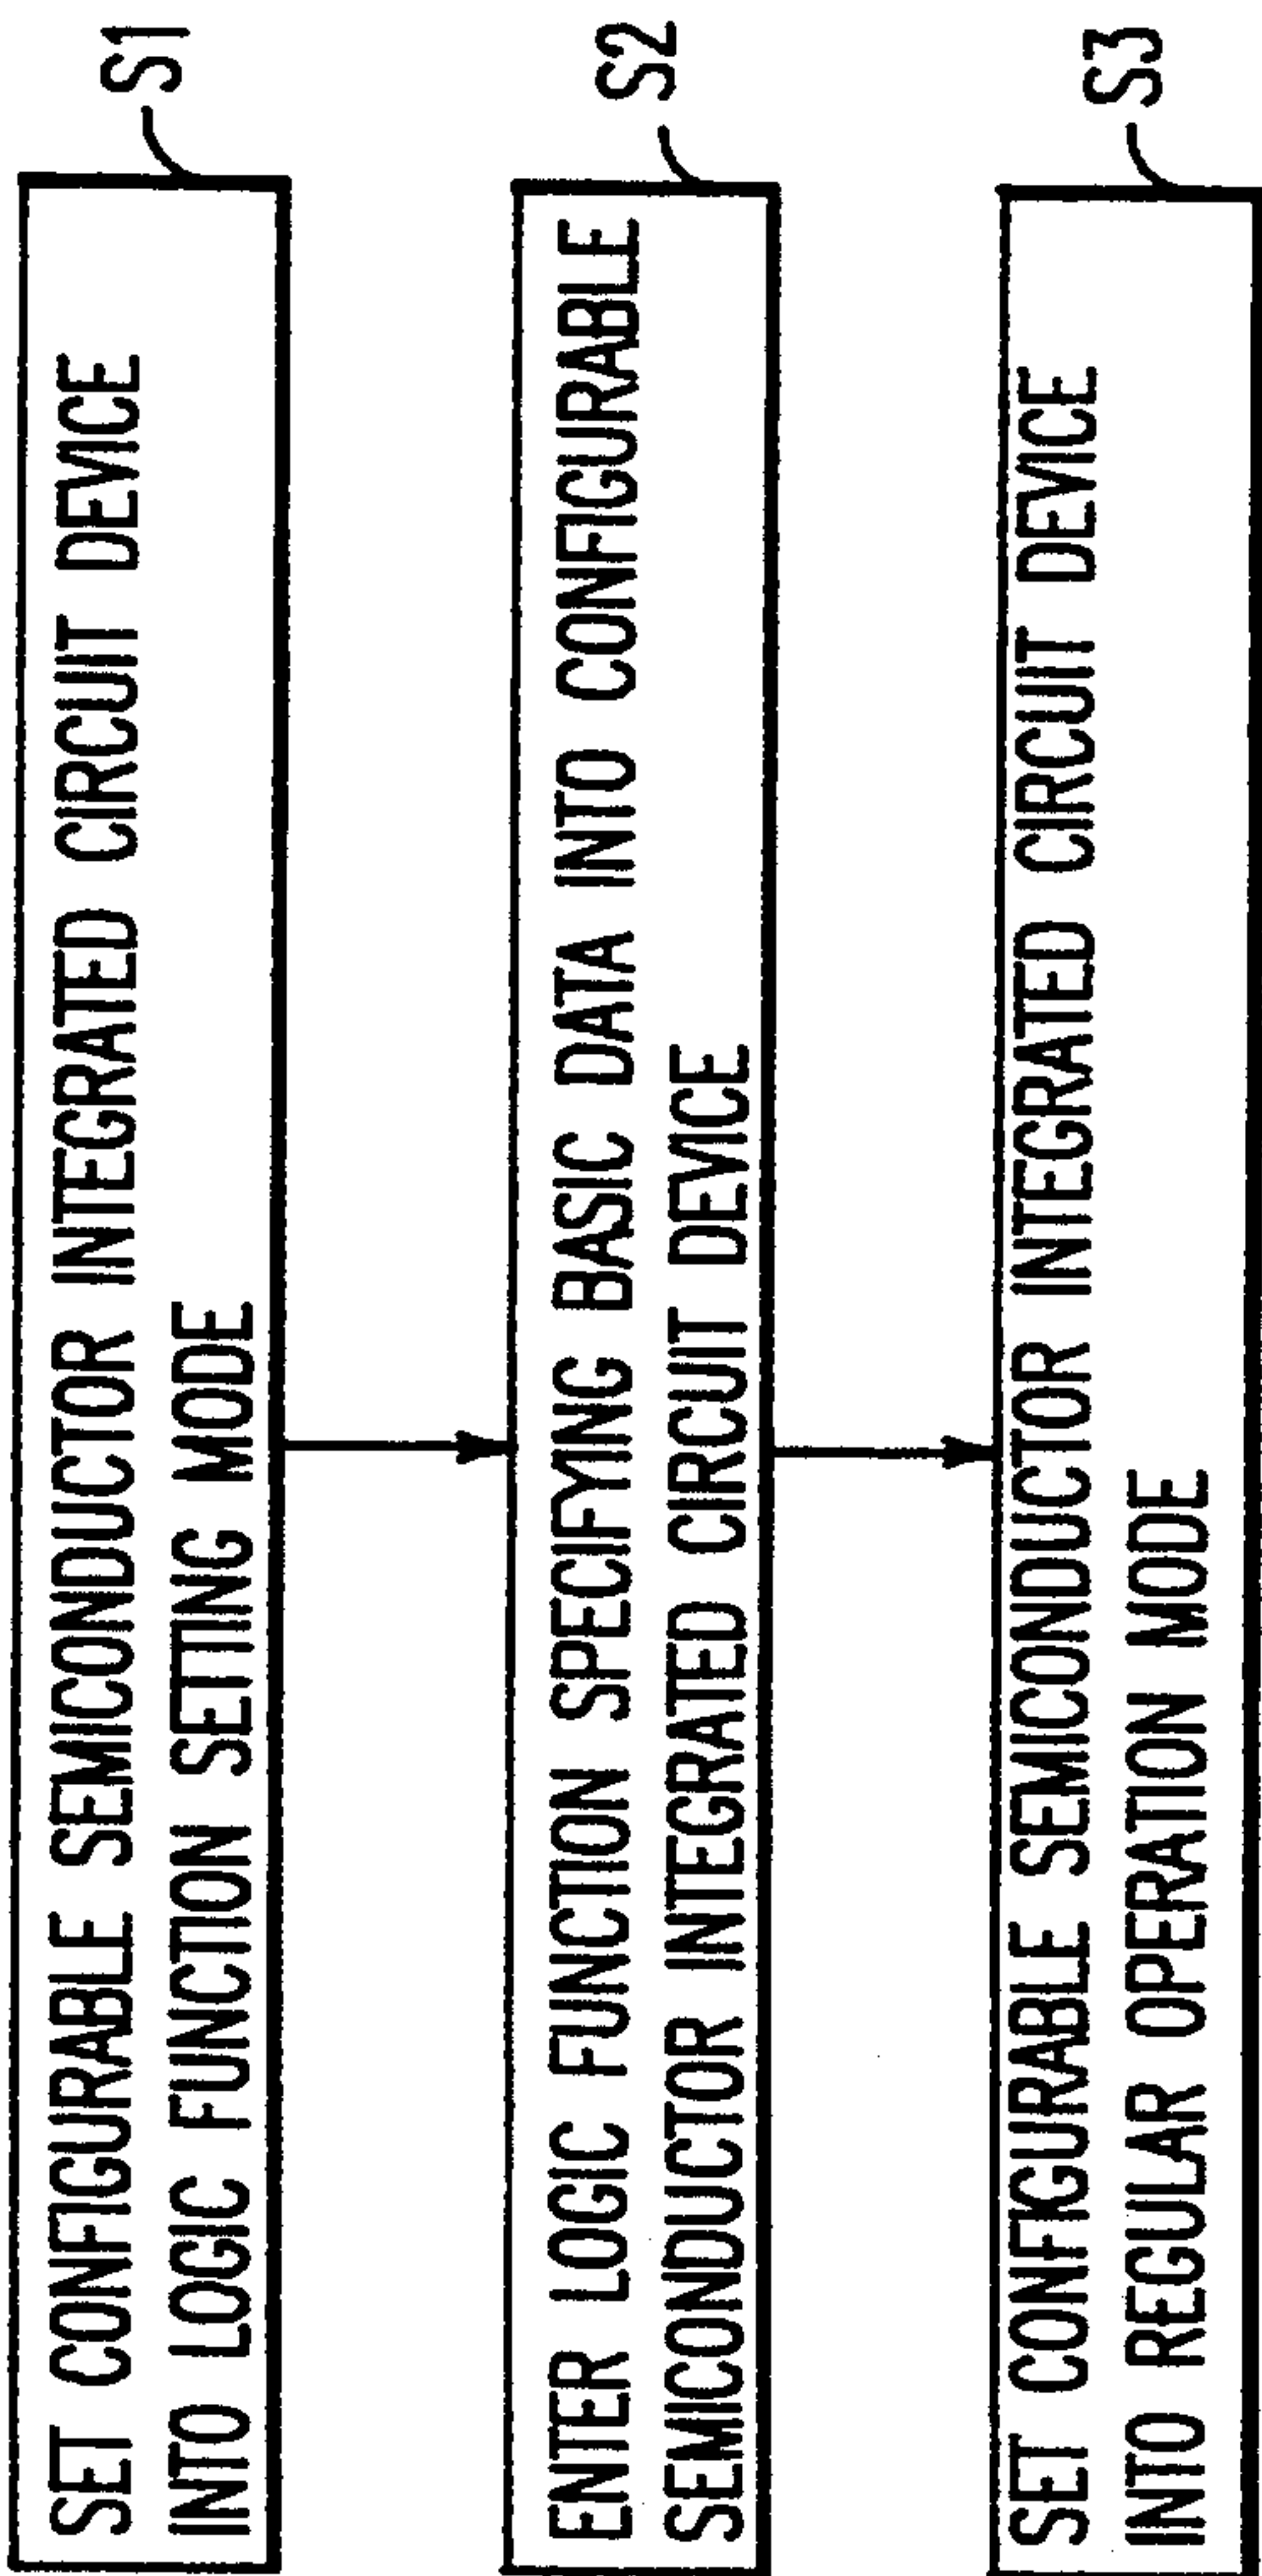 SET CONFIGURABLE SEMICONDUCTOR INTEGRATED CIRCUIT DEVICE
INTO LOGIC FUNCTION SETTING MODE
S1
ENTER LOGIC FUNCTION SPECIFYING BASIC DATA INTO CONFIGURABLE
SEMICONDUCTOR INTEGRATED CIRCUIT DEVICE
S2
SET CONFIGURABLE SEMICONDUCTOR INTEGRATED CIRCUIT DEVICE
INTO REGULAR OPERATION MODE
S3